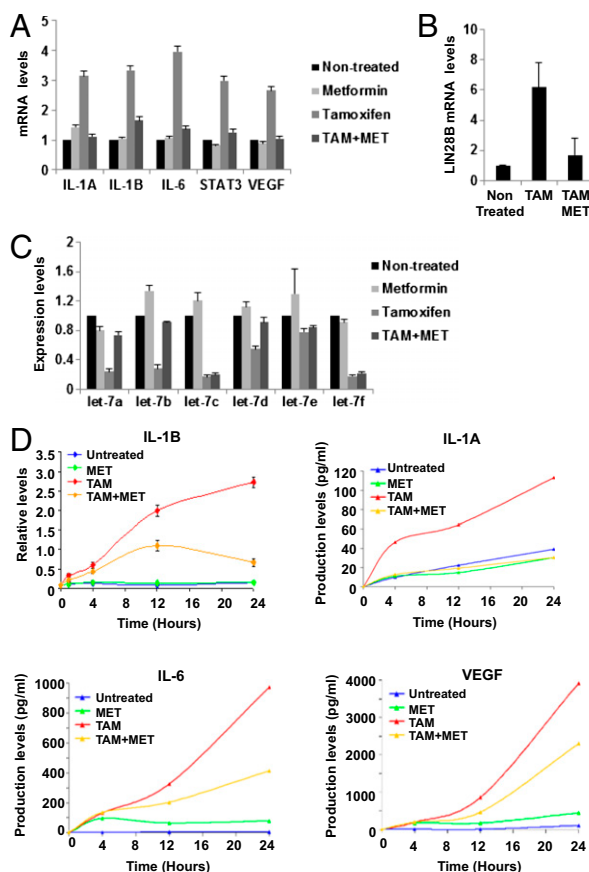 A
mRNA levels
5
4
3
2
1
0
IL-1A IL-1B IL-6 STAT3 VEGF
Non-treated
Metformin
Tamoxifen
TAM+MET
B
LIN28B mRNA levels
10
8
6
4
2
0
Non Treated
TAM
TAM MET
C
Expression levels
2
1.6
1.2
0.8
0.4
0
let-7a let-7b let-7c let-7d let-7e let-7f
Non-treated
Metformin
Tamoxifen
TAM+MET
D
IL-1B
Relative levels
3.5
3.0
2.5
2.0
1.5
1.0
0.5
0
Untreated
MET
TAM
TAM+MET
0 4 8 12 16 20 24
Time (Hours)
IL-1A
Production levels (pg/ml)
120
100
80
60
40
20
0
Untreated
MET
TAM
TAM+MET
0 4 8 12 16 20 24
Time (Hours)
IL-6
Production levels (pg/ml)
1000
800
600
400
200
0
Untreated
MET
TAM
TAM+MET
0 4 8 12 16 20 24
Time (Hours)
VEGF
Production levels (pg/ml)
4000
4000
3000
2000
1000
0
Untreated
MET
TAM
TAM+MET
0 4 8 12 16 20 24
Time (Hours)